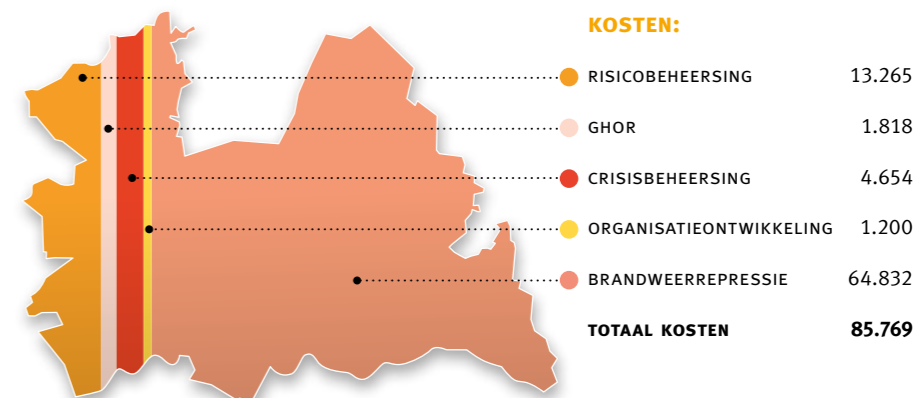 KOSTEN:
RISICOBEHEERSING 13.265
GHOR 1.818
CRISISBEHEERSING 4.654
ORGANISATIEONTWIKKELING 1.200
BRANDWEERREPRESSIE 64.832
TOTAAL KOSTEN 85.769